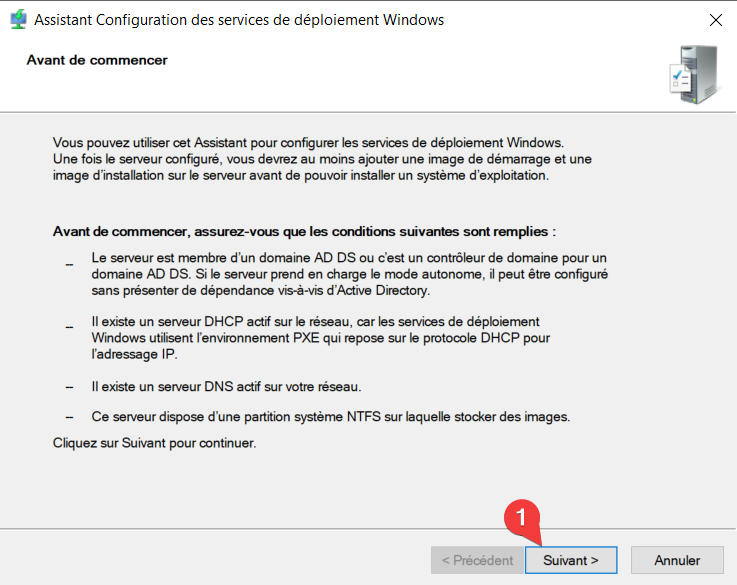 Assistant Configuration des services de déploiement Windows
Avant de commencer
Vous pouvez utiliser cet Assistant pour configurer les services de déploiement Windows.
Une fois le serveur configuré, vous devrez au moins ajouter une image de démarrage et une
image d'installation sur le serveur avant de pouvoir installer un système d'exploitation.
Avant de commencer, assurez-vous que les conditions suivantes sont remplies :
– Le serveur est membre d'un domaine AD DS ou c'est un contrôleur de domaine pour un
domaine AD DS. Si le serveur prend en charge le mode autonome, il peut être configuré
sans présenter de dépendance vis-à-vis d'Active Directory.
– Il existe un serveur DHCP actif sur le réseau, car les services de déploiement
Windows utilisent l'environnement PXE qui repose sur le protocole DHCP pour
l'adressage IP.
– Il existe un serveur DNS actif sur votre réseau.
– Ce serveur dispose d'une partition système NTFS sur laquelle stocker des images.
Cliquez sur Suivant pour continuer.
1
< Précédent Suivant > Annuler